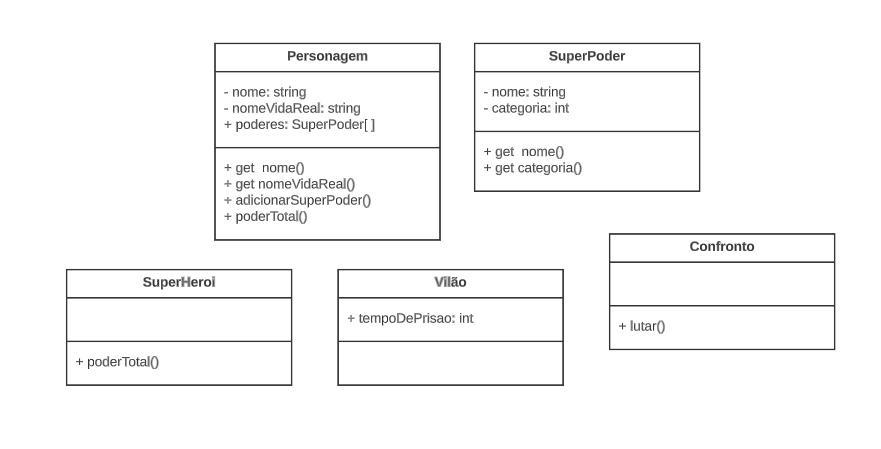 Personagem
- nome: string
- nomeVidaReal: string
+ poderes: SuperPoder[ ]
+ get  nome()
+ get nomeVidaReal()
+ adicionarSuperPoder()
+ poderTotal()
SuperPoder
- nome: string
- categoria: int
+ get  nome()
+ get categoria()
SuperHeroi
+ poderTotal()
Vilão
+ tempoDePrisao: int
Confronto
+ lutar()